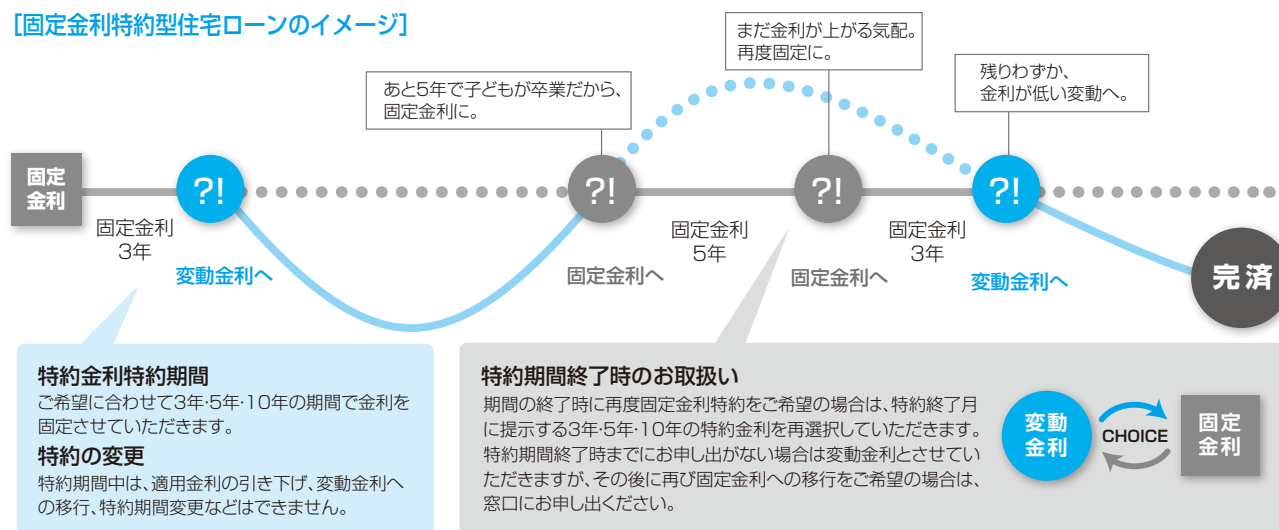 [固定金利特約型住宅ローンのイメージ]
まだ金利が上がる気配。
再度固定に。
あと5年で子どもが卒業だから、
固定金利に。
残りわずか、
金利が低い変動へ。
固定
金利
?!
?!
?!
?!
固定金利
3年
変動金利へ
固定金利へ
固定金利
5年
固定金利へ
固定金利
3年
変動金利へ
完済
特約金利特約期間
ご希望に合わせて3年・5年・10年の期間で金利を
固定させていただきます。
特約の変更
特約期間中は、適用金利の引き下げ、変動金利へ
の移行、特約期間変更などはできません。
特約期間終了時のお取扱い
期間の終了時に再度固定金利特約をご希望の場合は、特約終了月
に提示する3年・5年・10年の特約金利を再選択していただきます。
特約期間終了時までにお申し出がない場合は変動金利とさせてい
ただきますが、その後に再び固定金利への移行をご希望の場合は、
窓口にお申し出ください。
変動
金利
CHOICE
固定
金利